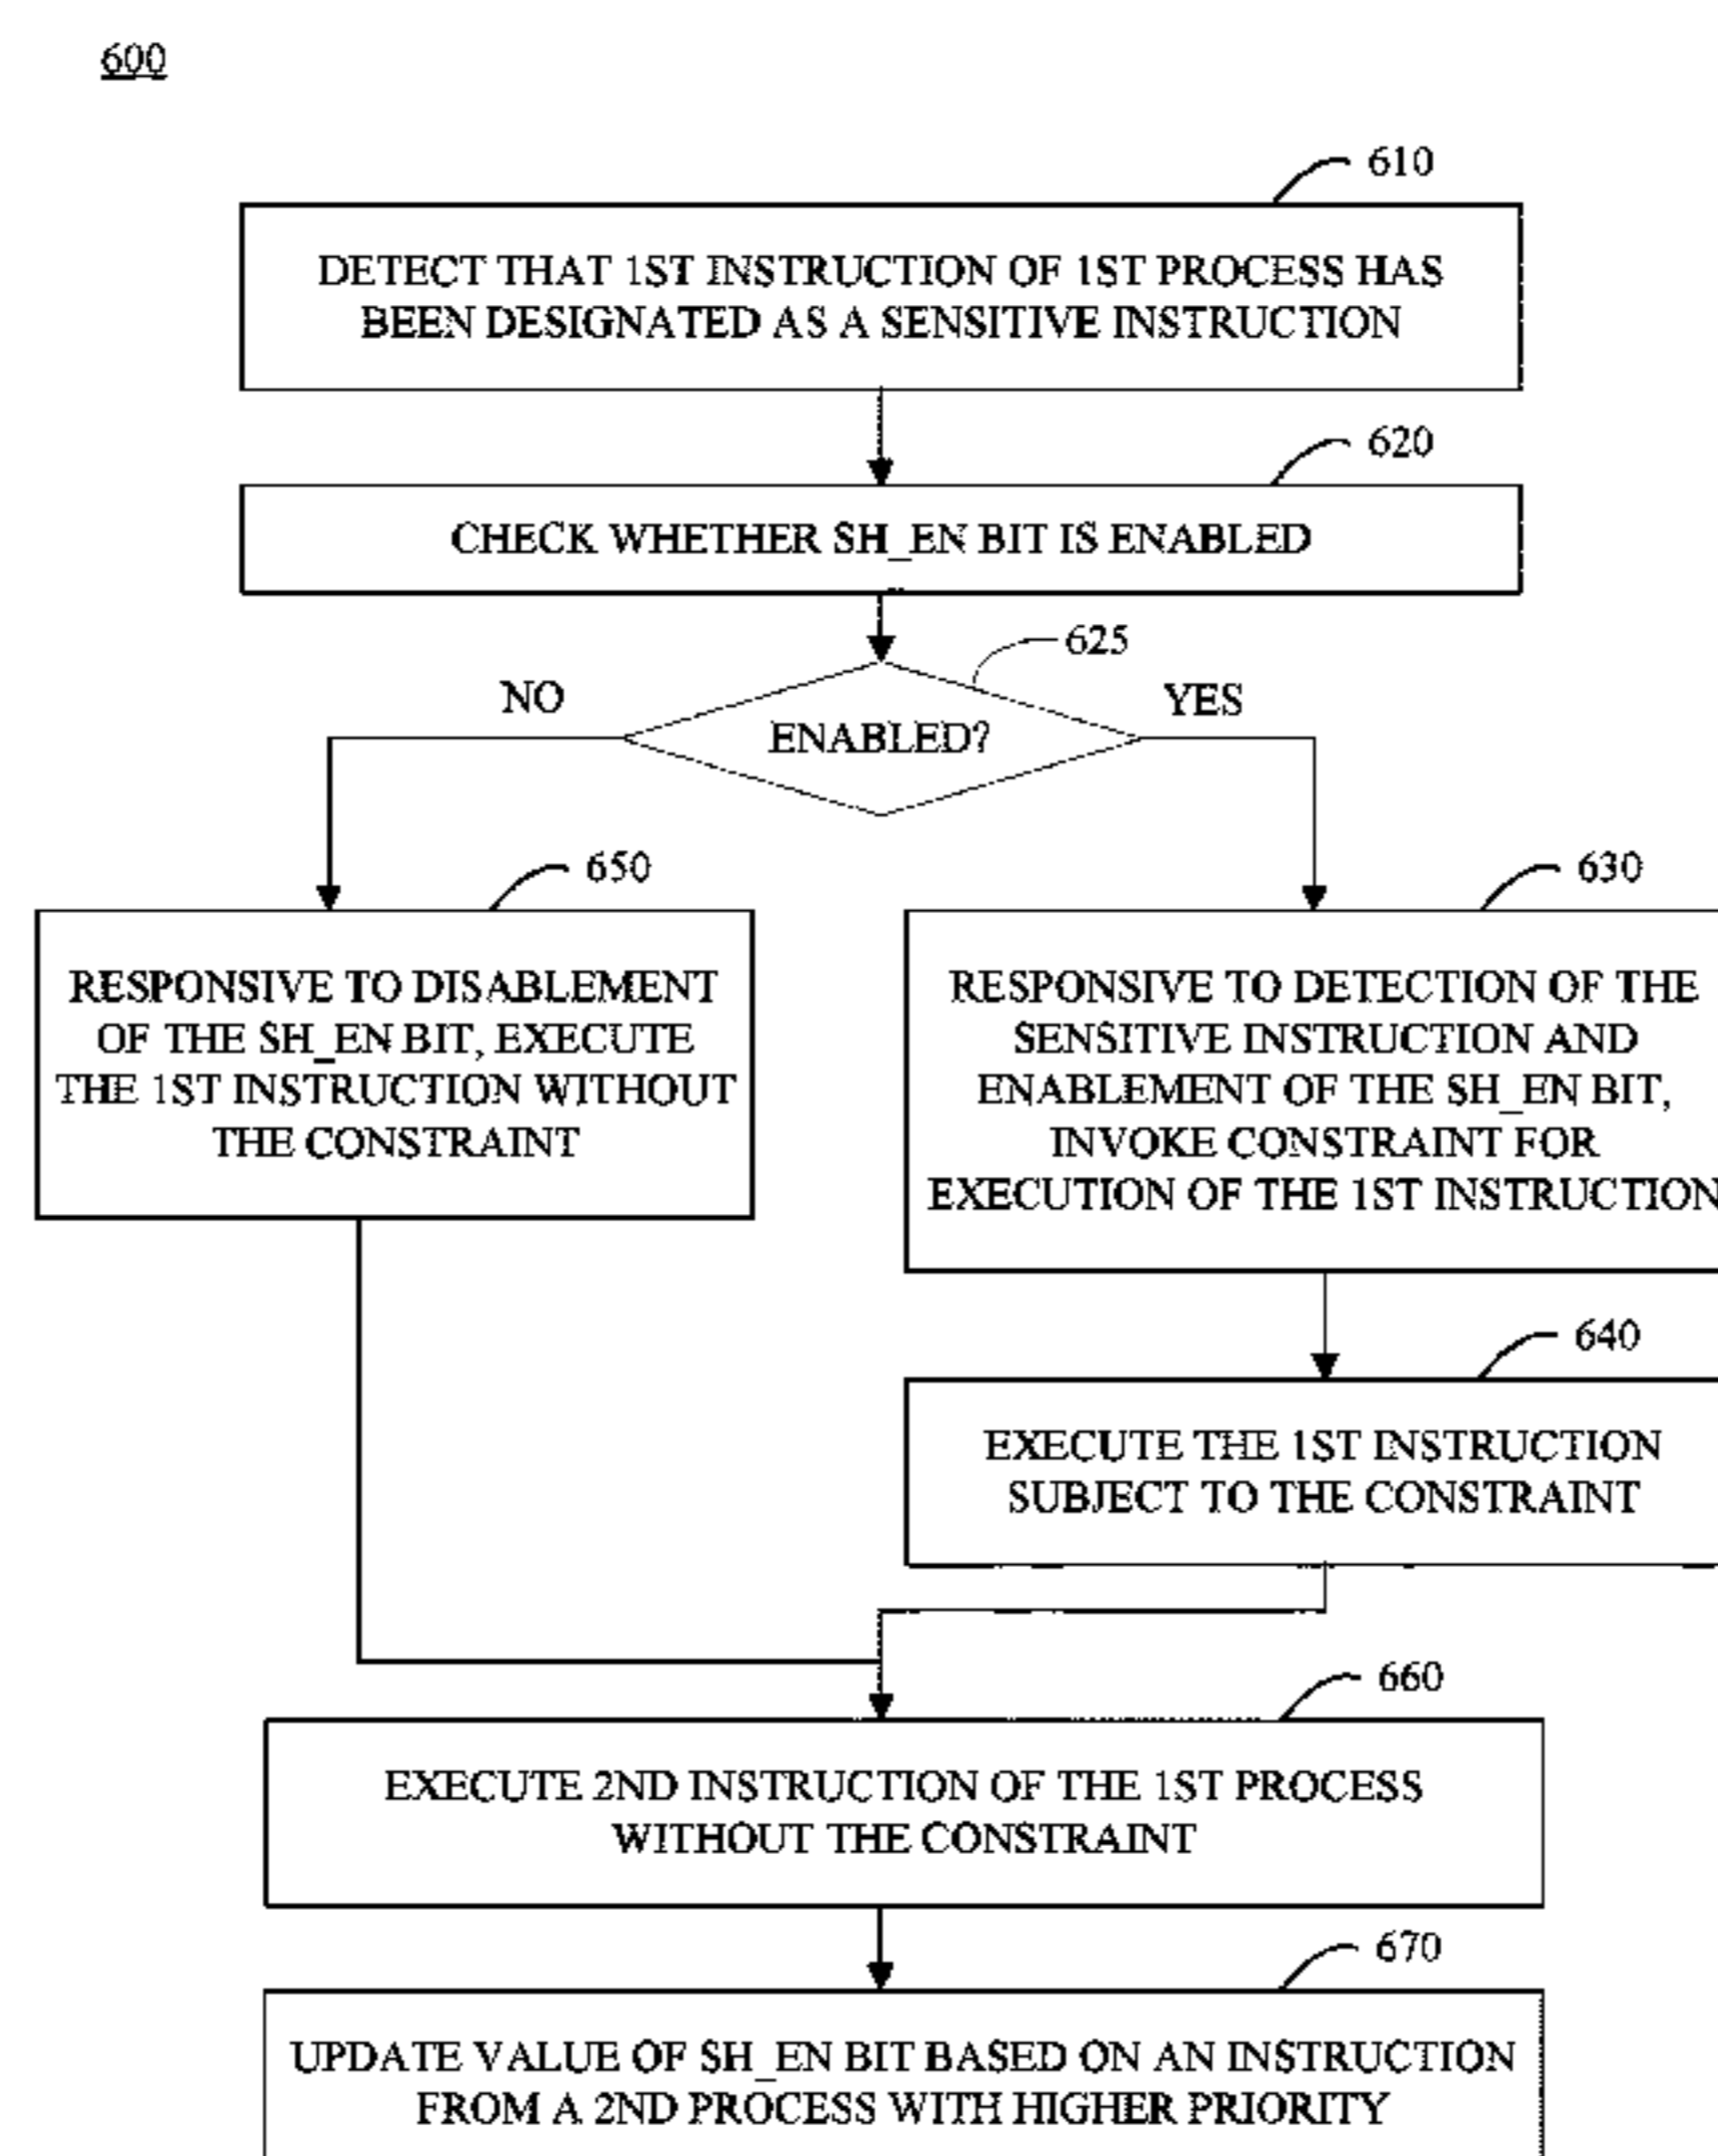 600
610
DETECT THAT 1ST INSTRUCTION OF 1ST PROCESS HAS
BEEN DESIGNATED AS A SENSITIVE INSTRUCTION
620
CHECK WHETHER SH_EN BIT IS ENABLED
625
NO
YES
ENABLED?
650
RESPONSIVE TO DISABLEMENT
OF THE SH_EN BIT, EXECUTE
THE 1ST INSTRUCTION WITHOUT
THE CONSTRAINT
630
RESPONSIVE TO DETECTION OF THE
SENSITIVE INSTRUCTION AND
ENABLEMENT OF THE SH_EN BIT,
INVOKE CONSTRAINT FOR
EXECUTION OF THE 1ST INSTRUCTION
640
EXECUTE THE 1ST INSTRUCTION
SUBJECT TO THE CONSTRAINT
660
EXECUTE 2ND INSTRUCTION OF THE 1ST PROCESS
WITHOUT THE CONSTRAINT
670
UPDATE VALUE OF SH_EN BIT BASED ON AN INSTRUCTION
FROM A 2ND PROCESS WITH HIGHER PRIORITY